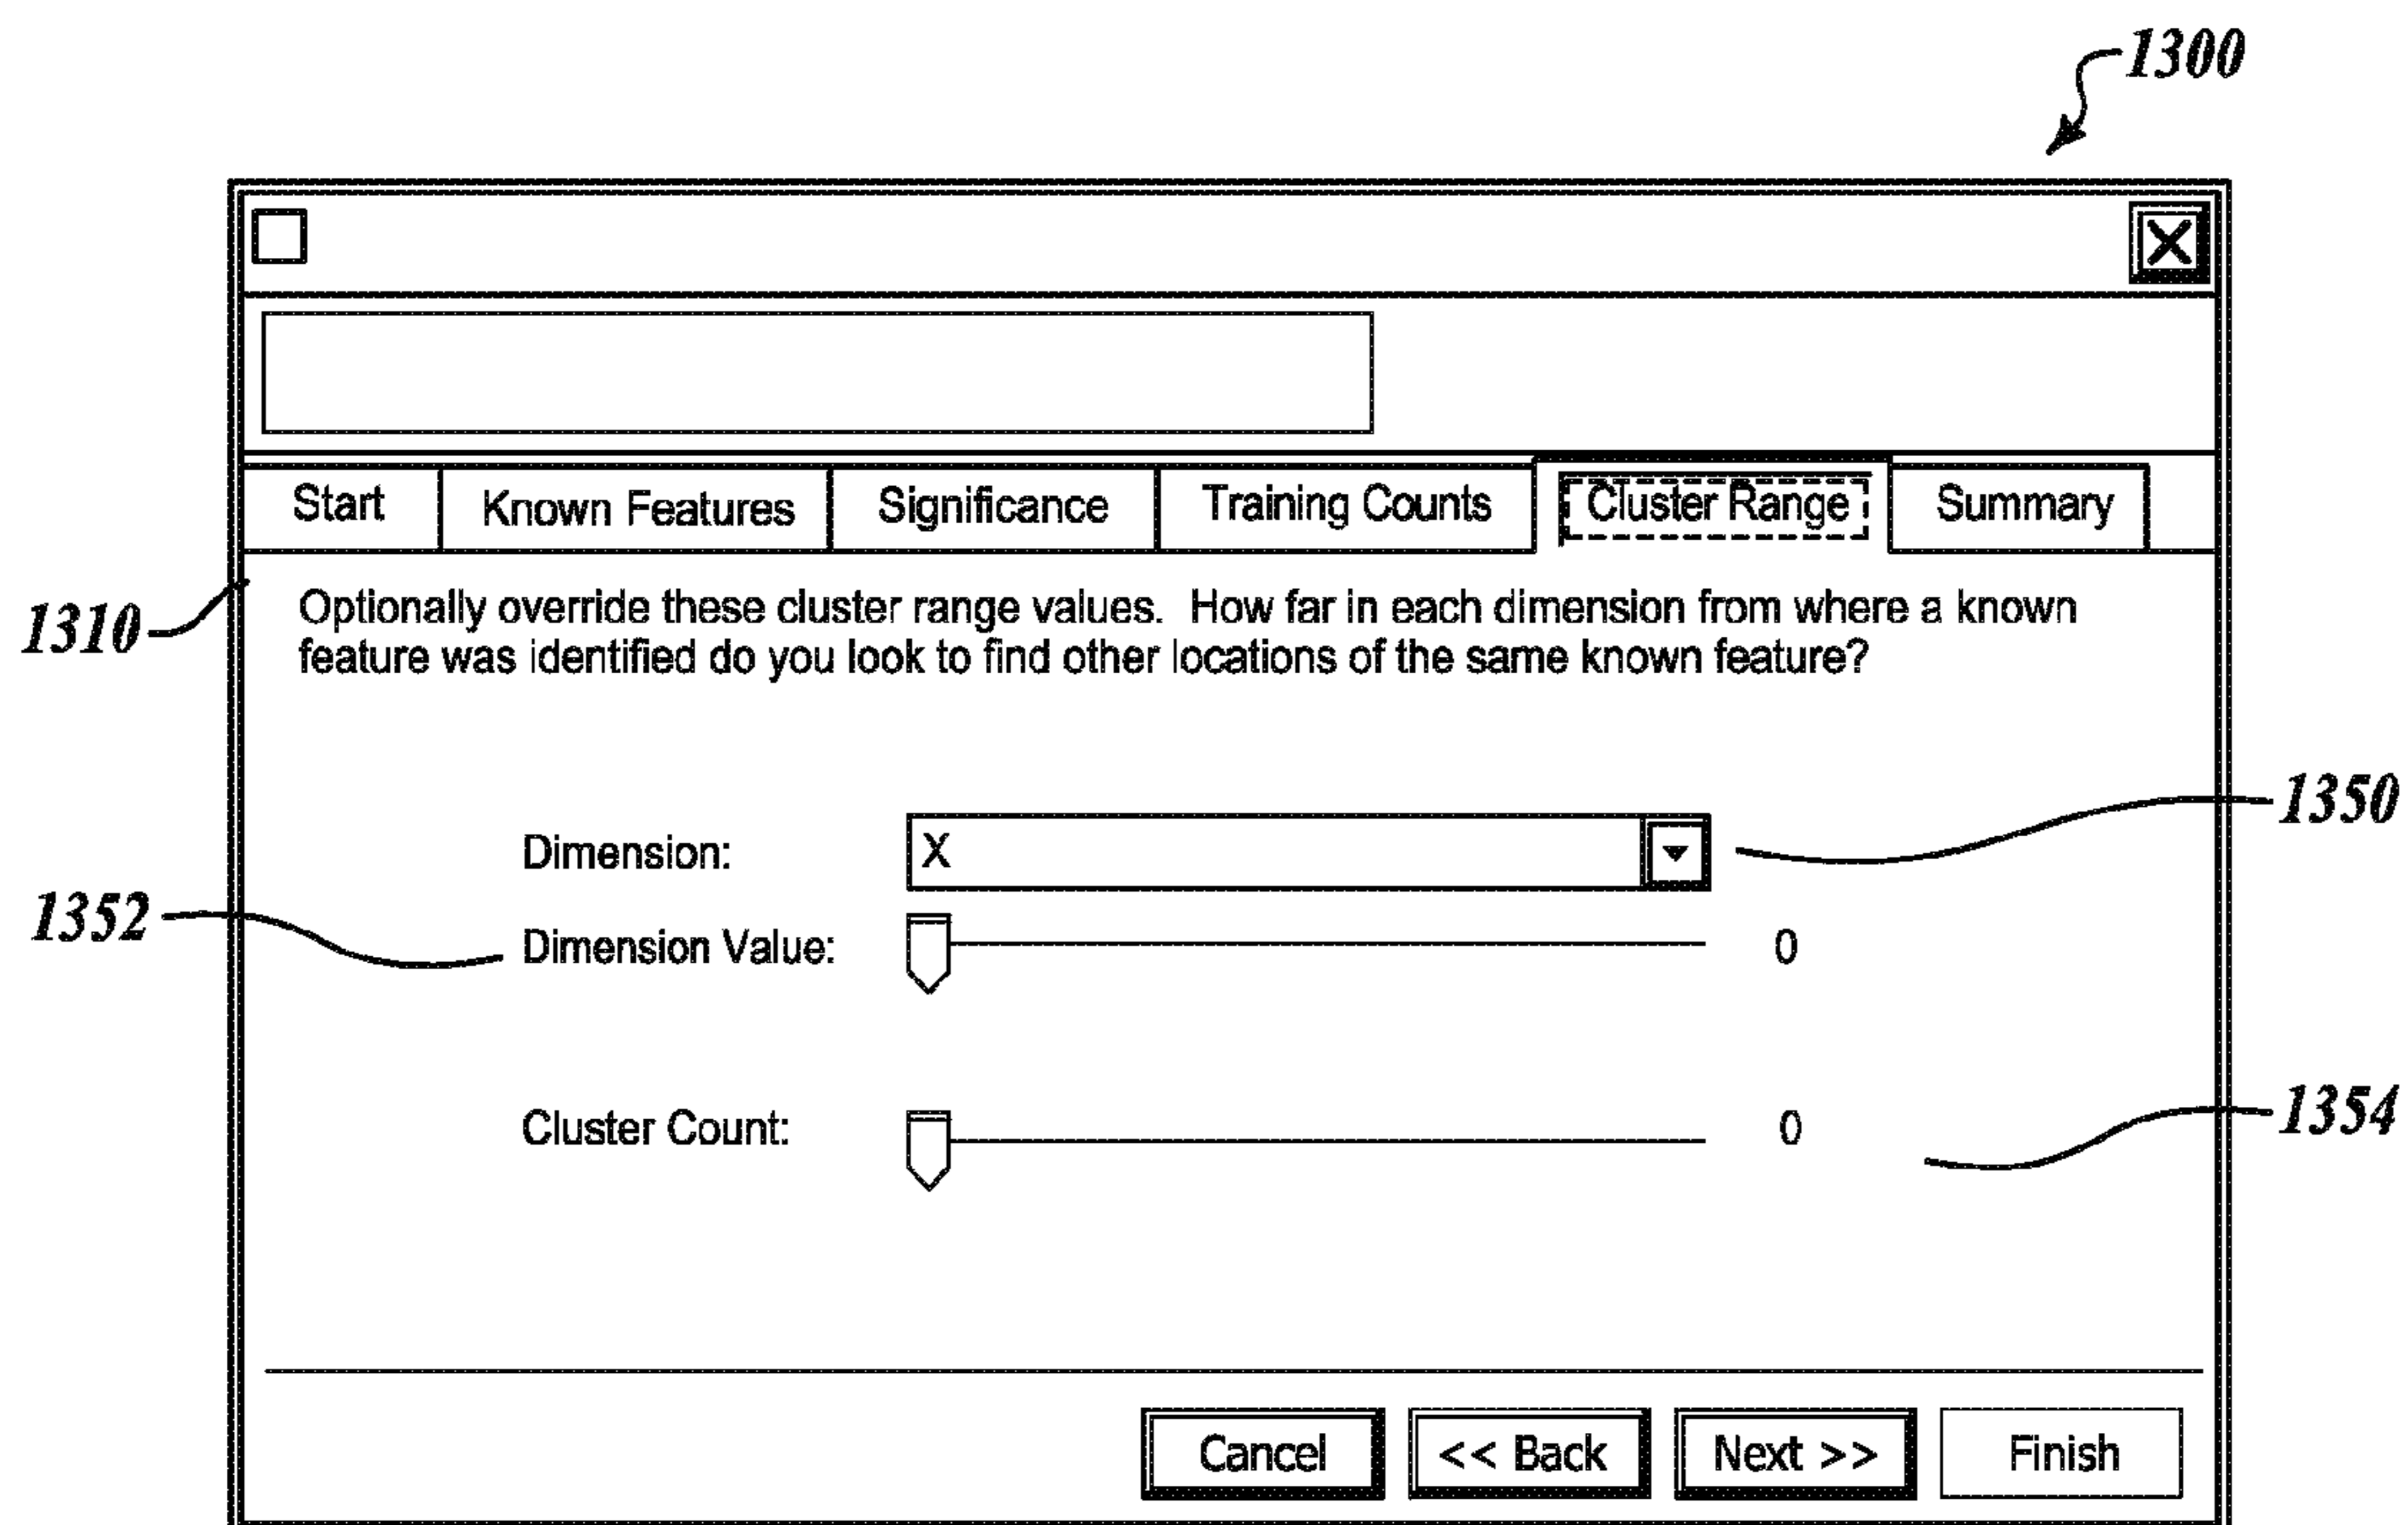 1300
Start Known Features Significance Training Counts Cluster Range Summary
1310
Optionally override these cluster range values. How far in each dimension from where a known
feature was identified do you look to find other locations of the same known feature?
Dimension: X
1350
1352
Dimension Value: 0
Cluster Count: 0
1354
Cancel << Back Next >> Finish